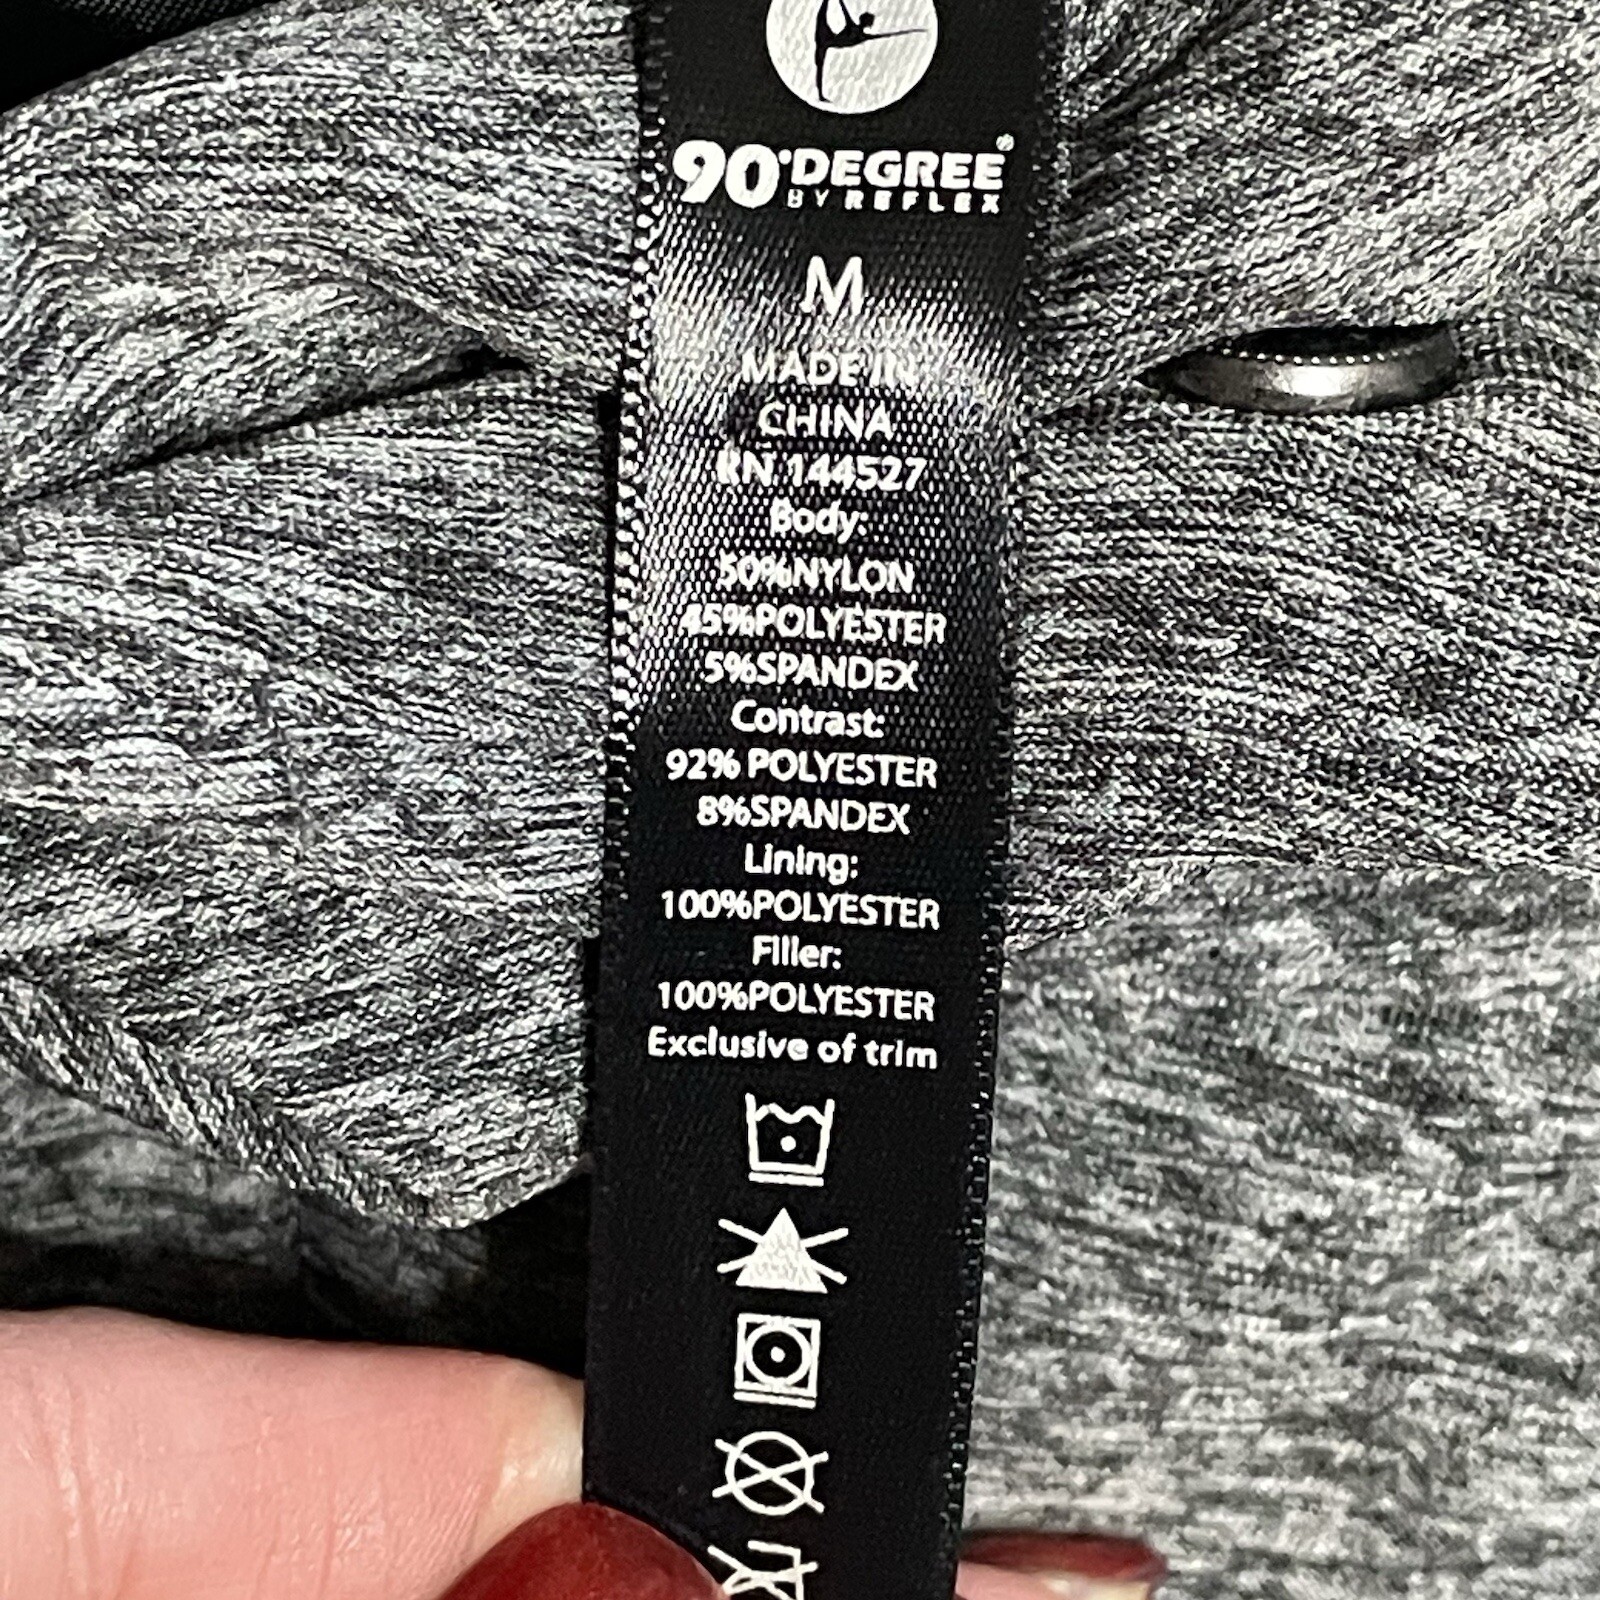 90°DEGREE®
BY REFLEX
M
MADE IN
CHINA
RN 144527
Body:
50%NYLON
45%POLYESTER
5%SPANDEX
Contrast:
92% POLYESTER
8%SPANDEX
Lining:
100%POLYESTER
Filler:
100%POLYESTER
Exclusive of trim